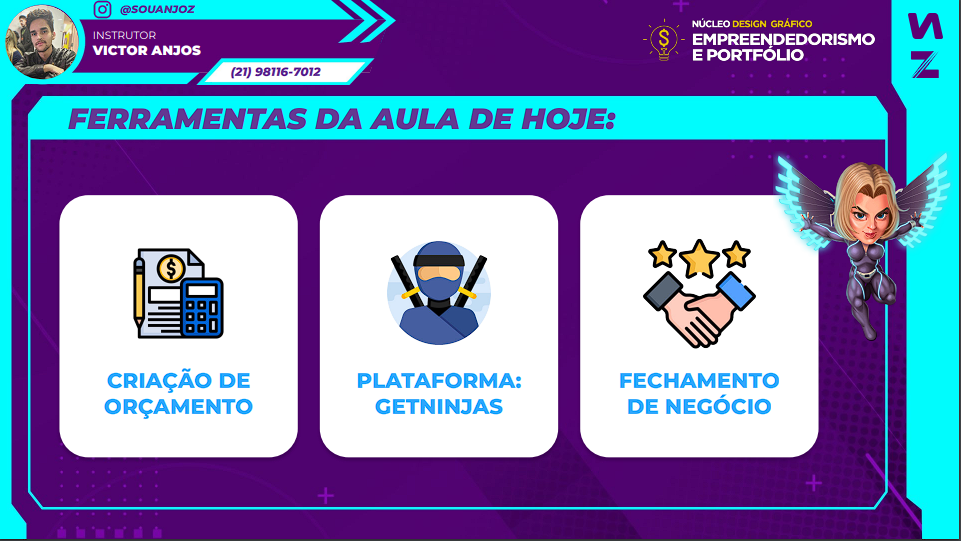 @SOUANJOZ
INSTRUTOR
VICTOR ANJOS
(21) 98116-7012
NÚCLEO DESIGN GRÁFICO
EMPREENDEDORISMO
E PORTFÓLIO
FERRAMENTAS DA AULA DE HOJE:
CRIAÇÃO DE
ORÇAMENTO
PLATAFORMA:
GETNINJAS
FECHAMENTO
DE NEGÓCIO